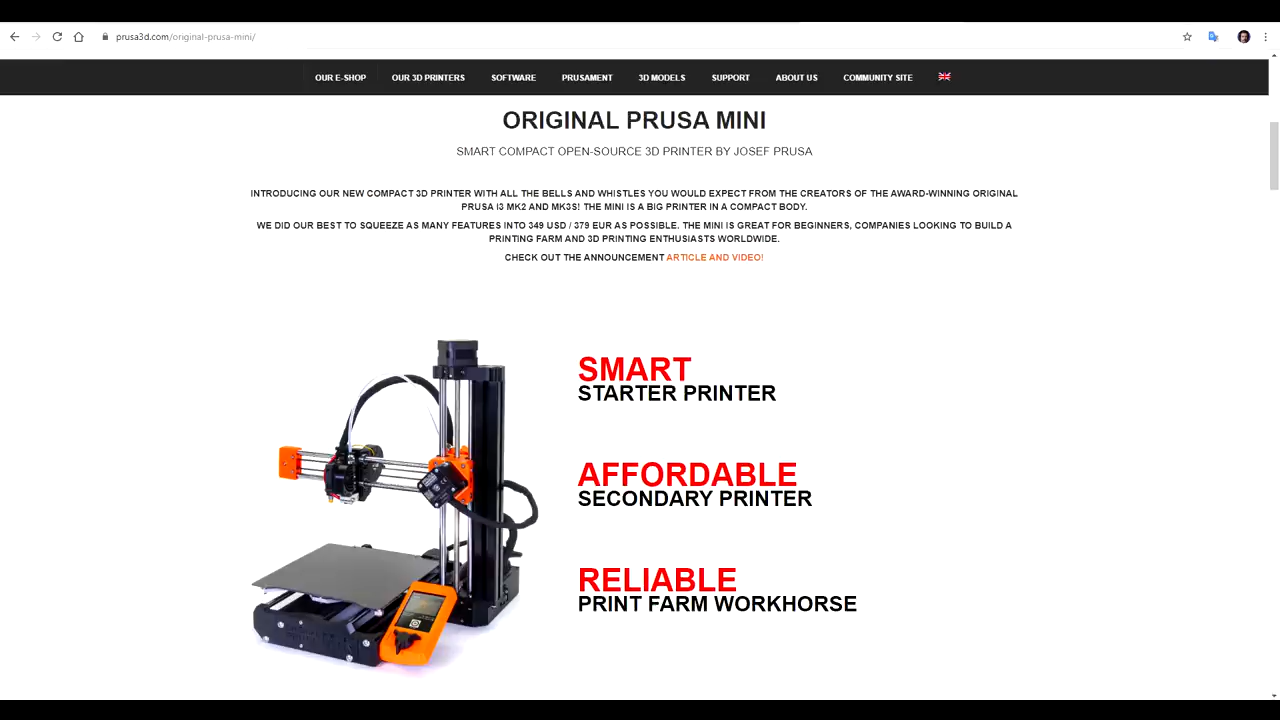 prusa3d.com/original-prusa-mini/
OUR E-SHOP OUR 3D PRINTERS SOFTWARE PRUSAMENT 3D MODELS SUPPORT ABOUT US COMMUNITY SITE
ORIGINAL PRUSA MINI
SMART COMPACT OPEN-SOURCE 3D PRINTER BY JOSEF PRUSA
INTRODUCING OUR NEW COMPACT 3D PRINTER WITH ALL THE BELLS AND WHISTLES YOU WOULD EXPECT FROM THE CREATORS OF THE AWARD-WINNING ORIGINAL
PRUSA I3 MK2 AND MK3S! THE MINI IS A BIG PRINTER IN A COMPACT BODY.
WE DID OUR BEST TO SQUEEZE AS MANY FEATURES INTO 349 USD / 379 EUR AS POSSIBLE. THE MINI IS GREAT FOR BEGINNERS, COMPANIES LOOKING TO BUILD A
PRINTING FARM AND 3D PRINTING ENTHUSIASTS WORLDWIDE.
CHECK OUT THE ANNOUNCEMENT ARTICLE AND VIDEO!
SMART
STARTER PRINTER
AFFORDABLE
SECONDARY PRINTER
RELIABLE
PRINT FARM WORKHORSE